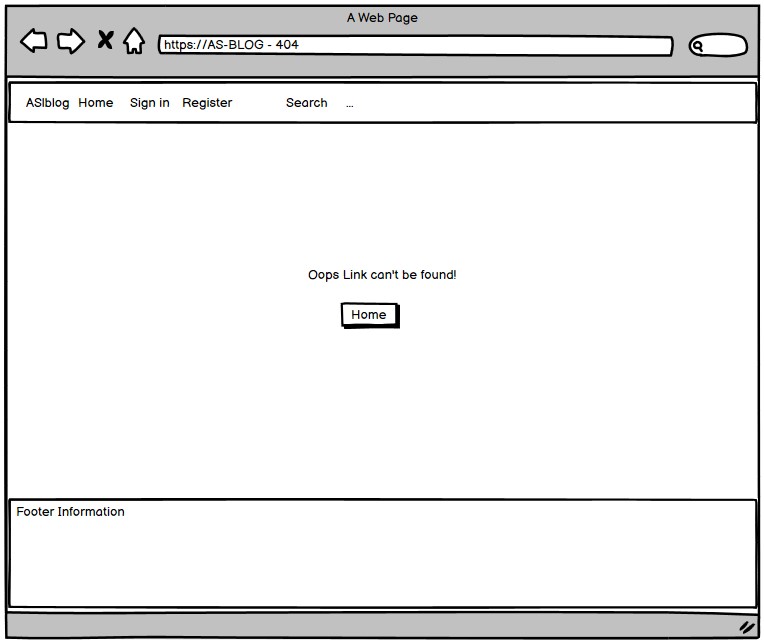 A Web Page
https://AS-BLOG - 404
ASIblog Home Sign in Register Search ...
Oops Link can't be found!
Home
Footer Information